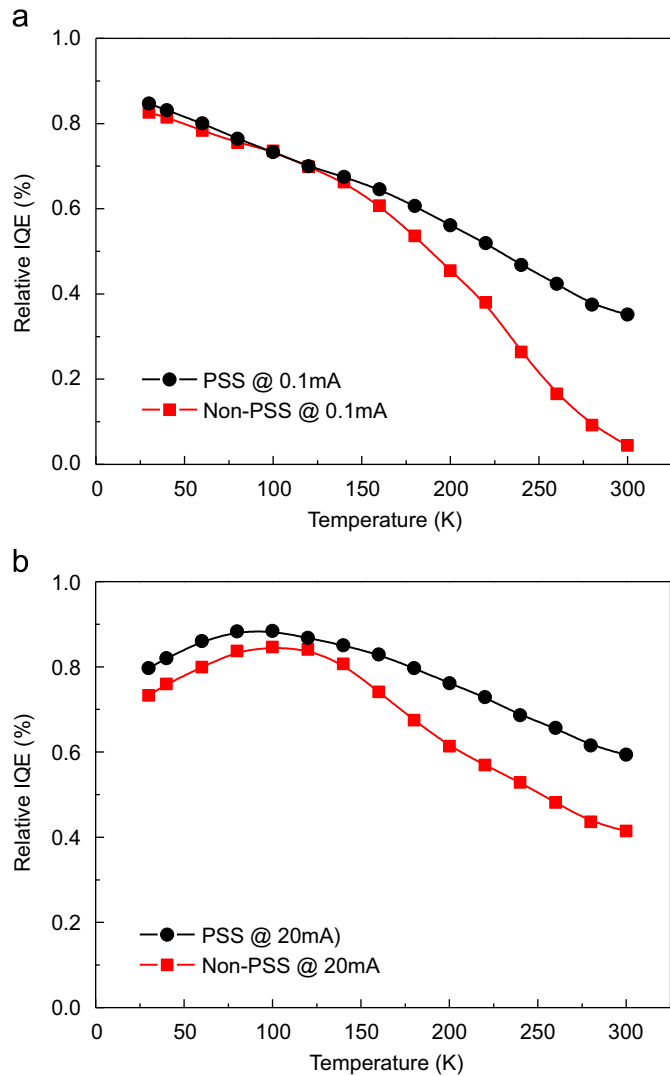 a
1.0
0.8
0.6
0.4
0.2
0.0
Relative IQE (%)
PSS @ 0.1mA
Non-PSS @ 0.1mA
0 50 100 150 200 250 300
Temperature (K)
b
1.0
0.8
0.6
0.4
0.2
0.0
Relative IQE (%)
PSS @ 20mA)
Non-PSS @ 20mA
0 50 100 150 200 250 300
Temperature (K)